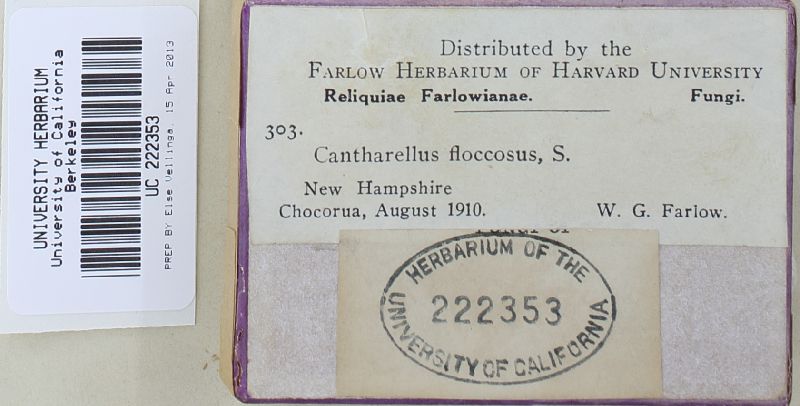 UNIVERSITY HERBARIUM
University of California
Berkeley
UC 222353
PREP BY Else Vellinga, 15 Apr 2013
Distributed by the
FARLOW HERBARIUM OF HARVARD UNIVERSITY
Reliquiae Farlowianae. Fungi.
303.
Cantharellus floccosus, S.
New Hampshire
Chocorua, August 1910. W. G. Farlow.
HERBARIUM OF THE
222353
UNIVERSITY OF CALIFORNIA